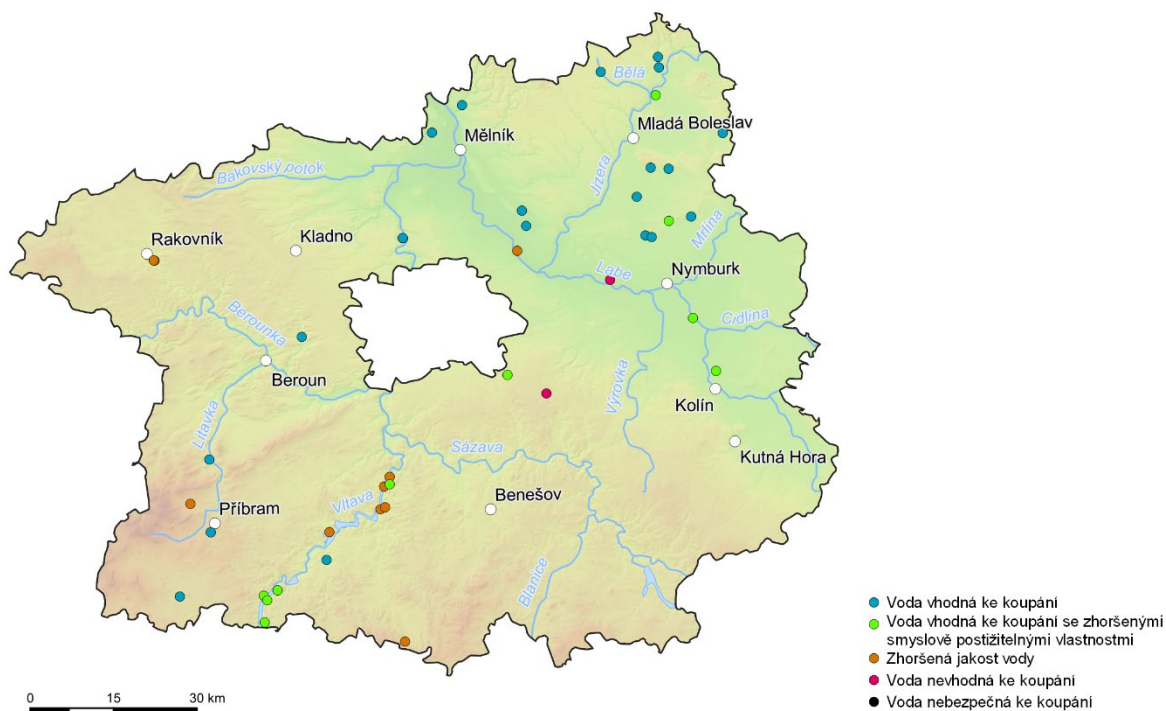 Bělá
Mladá Boleslav
Mělník
Bakovský potok
Jizera
Mrlina
Rakovník
Kladno
Labe
Nymburk
Cidlina
Berounka
Beroun
Výrovka
Kolín
Litavka
Sázava
Kutná Hora
Vltava
Benešov
Příbram
Blanice
Voda vhodná ke koupání
Voda vhodná ke koupání se zhoršenými
smyslově postižitelnými vlastnostmi
Zhoršená jakost vody
Voda nevhodná ke koupání
Voda nebezpečná ke koupání
0 15 30 km